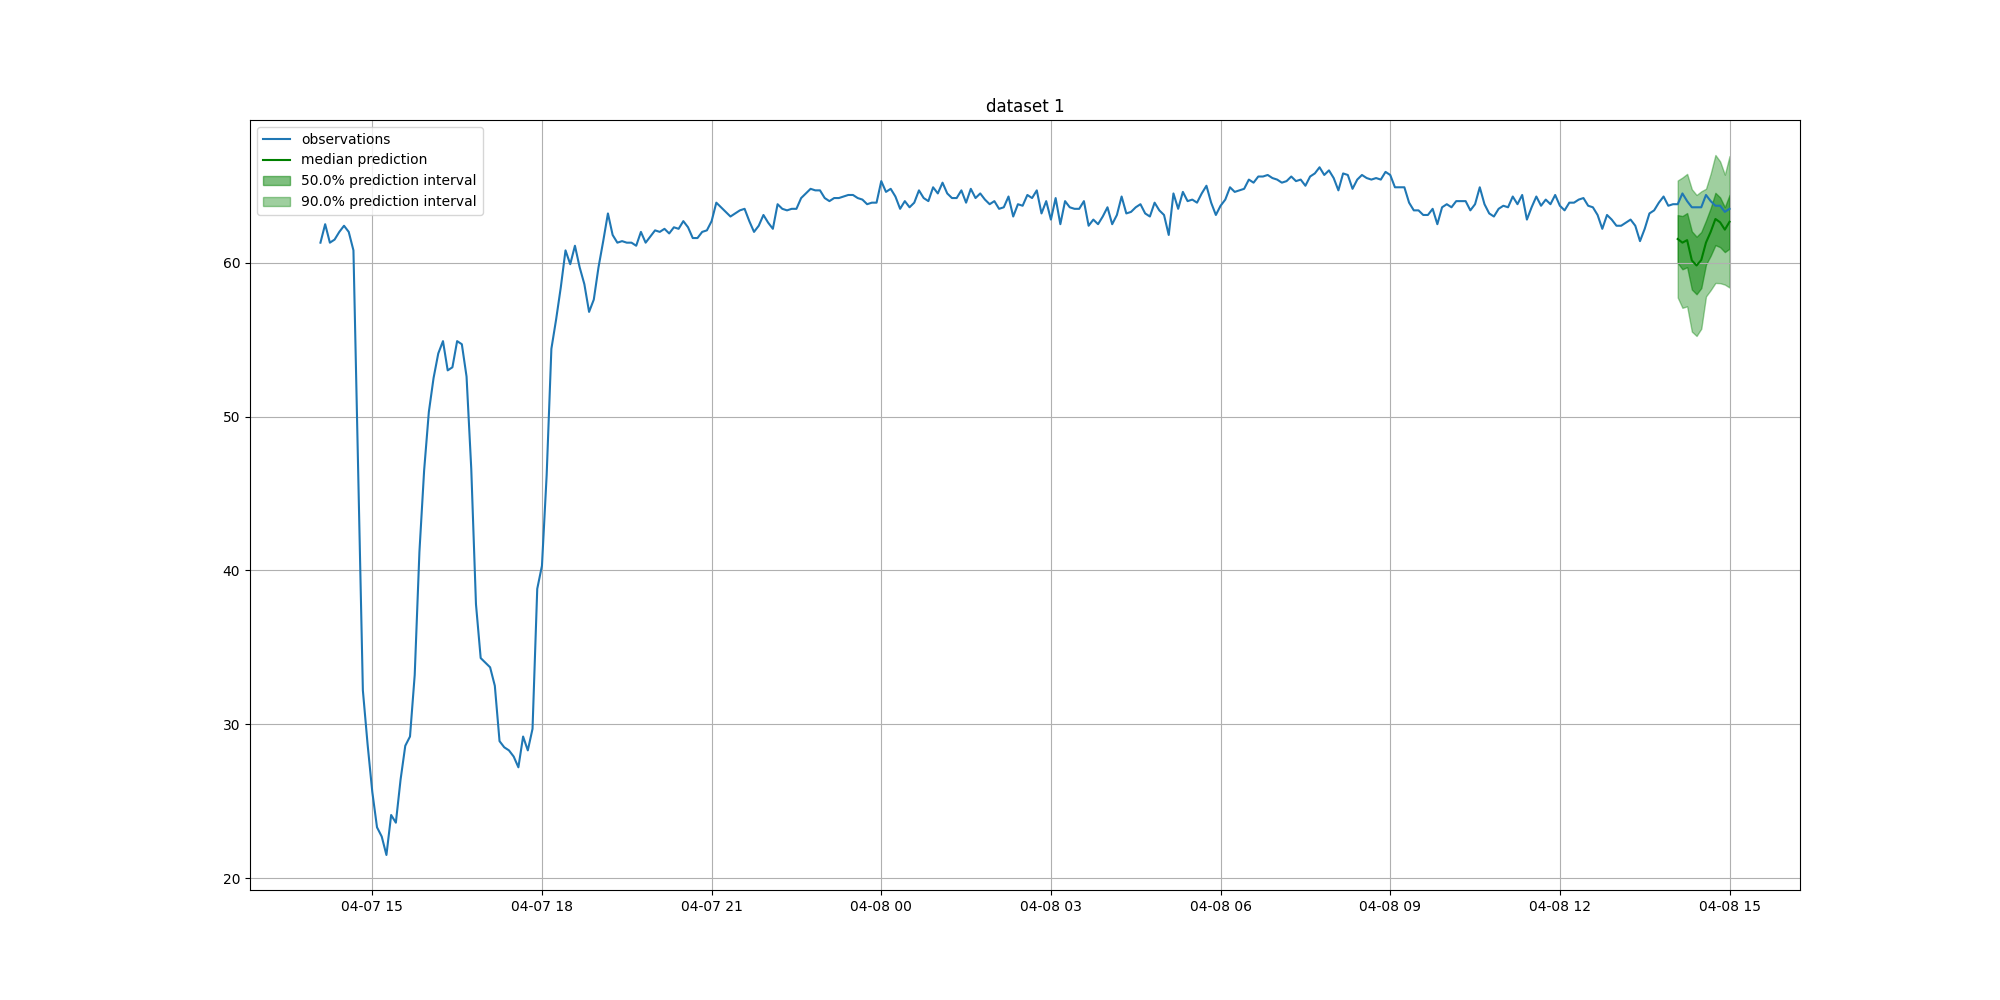 dataset 1
observations
median prediction
50.0% prediction interval
90.0% prediction interval
60
50
40
30
20
04-07 15
04-07 18
04-07 21
04-08 00
04-08 03
04-08 06
04-08 09
04-08 12
04-08 15